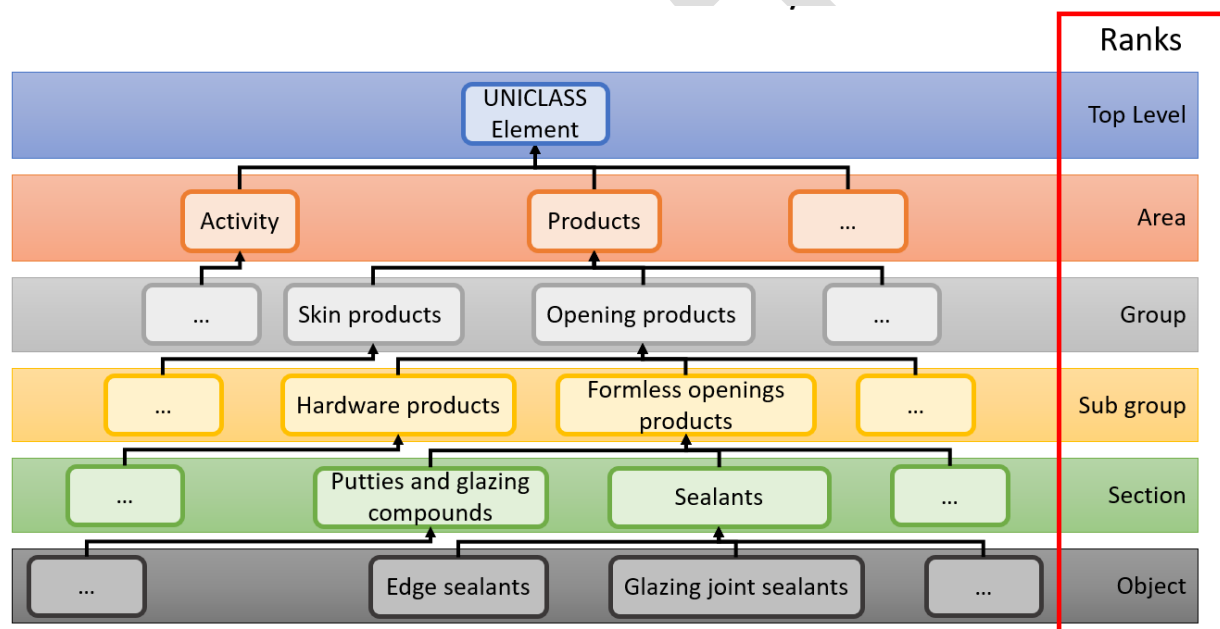 Ranks
UNICLASS
Element
Top Level
Activity
Products
...
Area
...
Skin products
Opening products
...
Group
...
Hardware products
Formless openings
products
...
Sub group
...
Putties and glazing
compounds
Sealants
...
Section
...
Edge sealants
Glazing joint sealants
...
Object